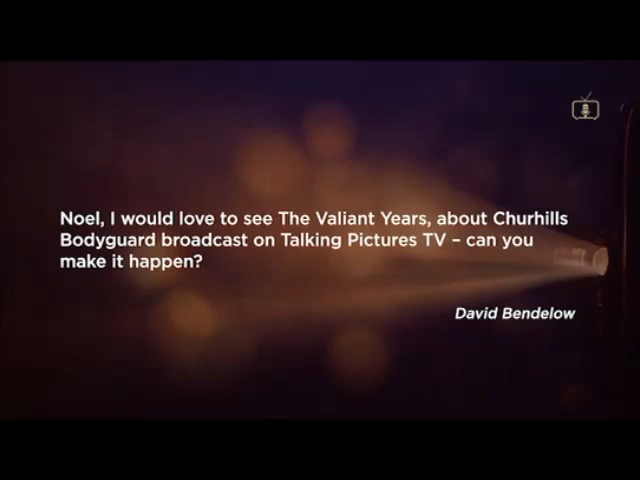 Noel, I would love to see The Valiant Years, about Churhills
Bodyguard broadcast on Talking Pictures TV – can you
make it happen?
David Bendelow